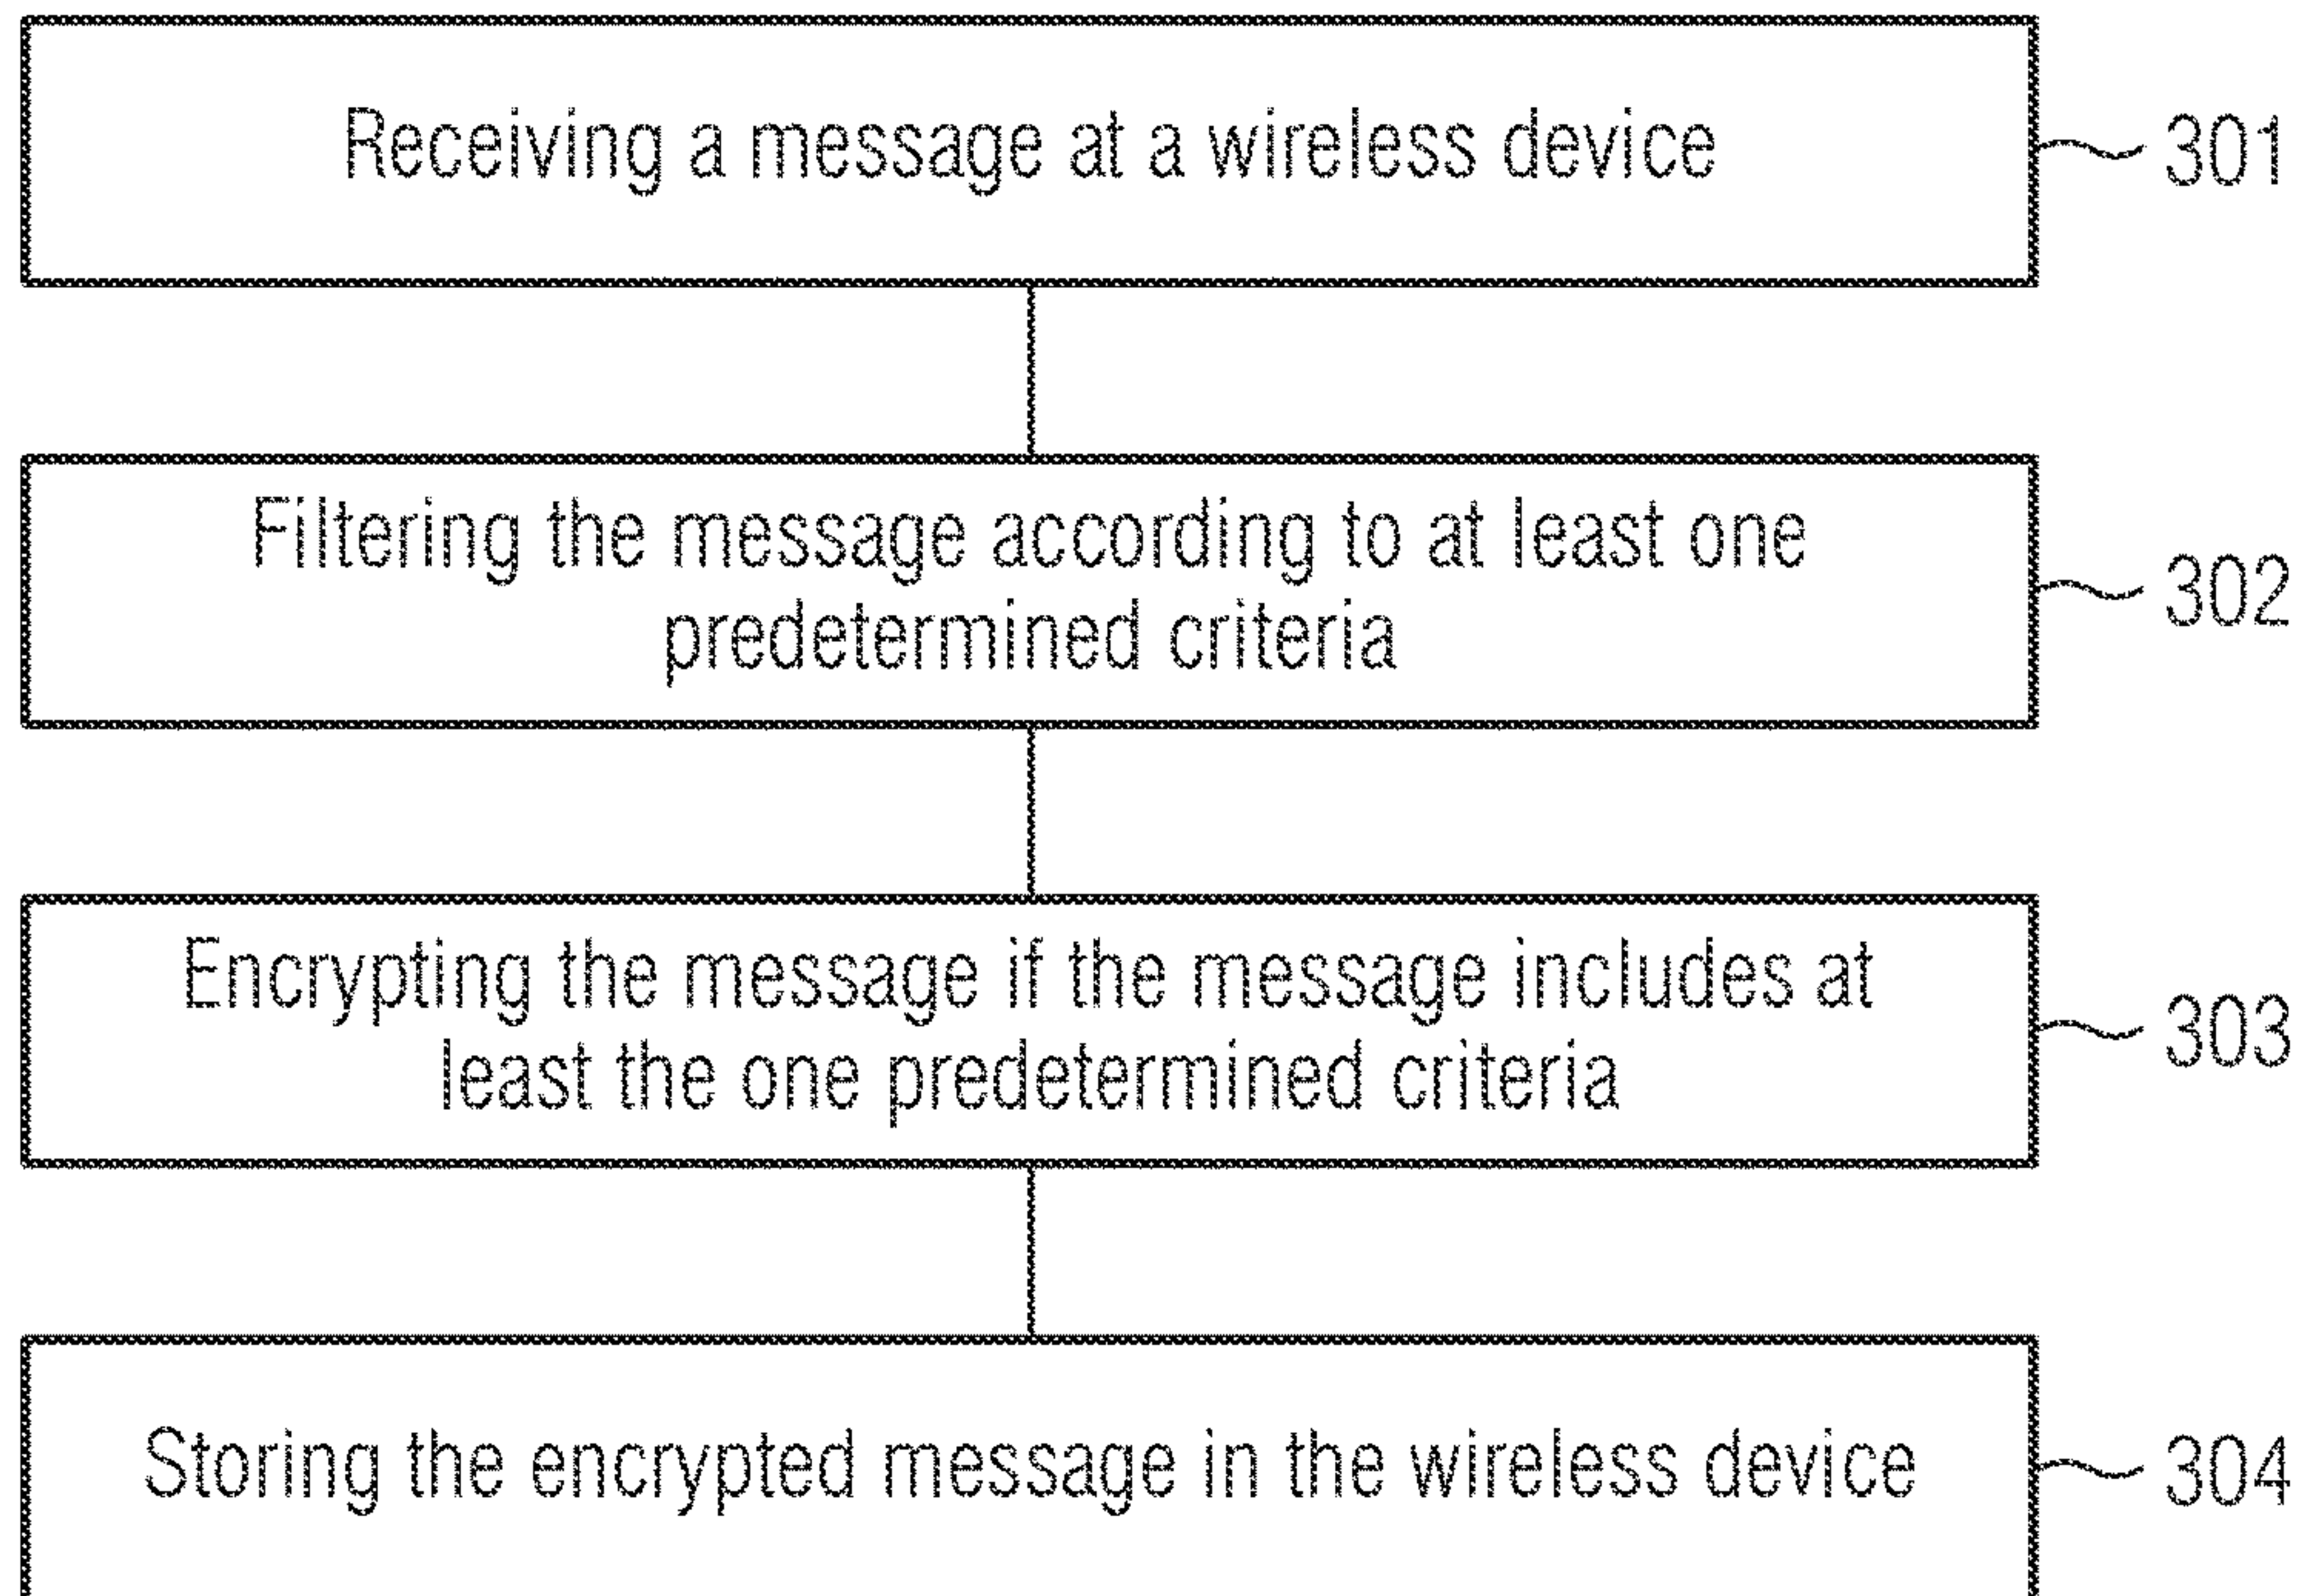 Receiving a message at a wireless device
301
Filtering the message according to at least one
predetermined criteria
302
Encrypting the message if the message includes at
least the one predetermined criteria
303
Storing the encrypted message in the wireless device
304